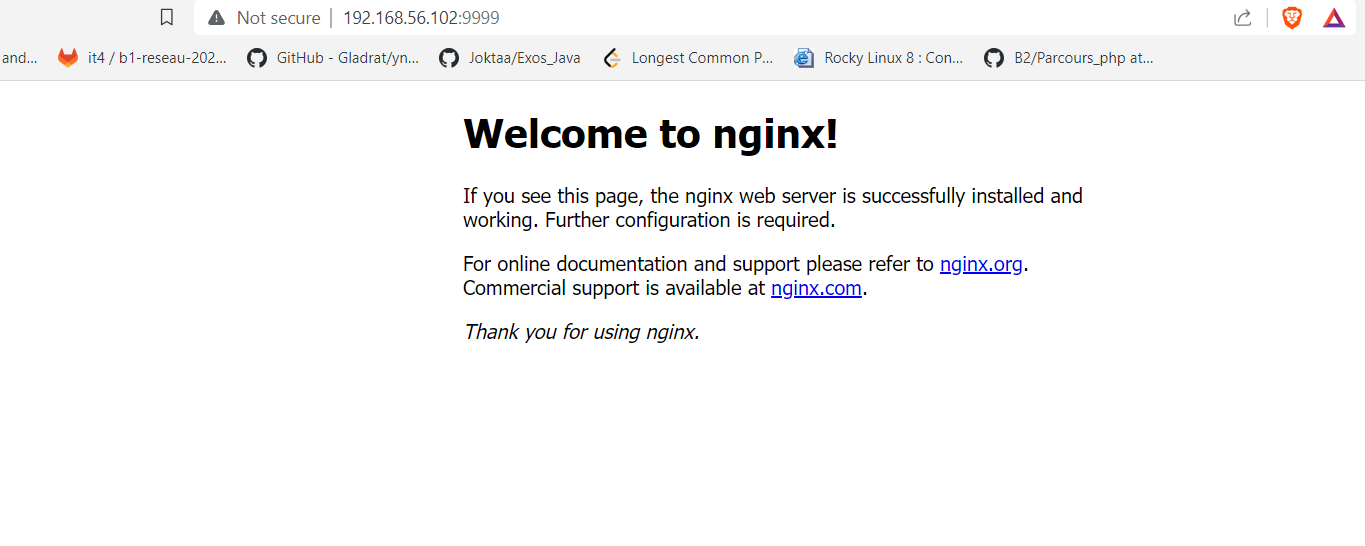 Not secure | 192.168.56.102:9999
and... it4 / b1-reseau-202... GitHub - Gladrat/yn... Joktaa/Exos_Java Longest Common P... Rocky Linux 8 : Con... B2/Parcours_php at...
Welcome to nginx!
If you see this page, the nginx web server is successfully installed and
working. Further configuration is required.
For online documentation and support please refer to nginx.org.
Commercial support is available at nginx.com.
Thank you for using nginx.